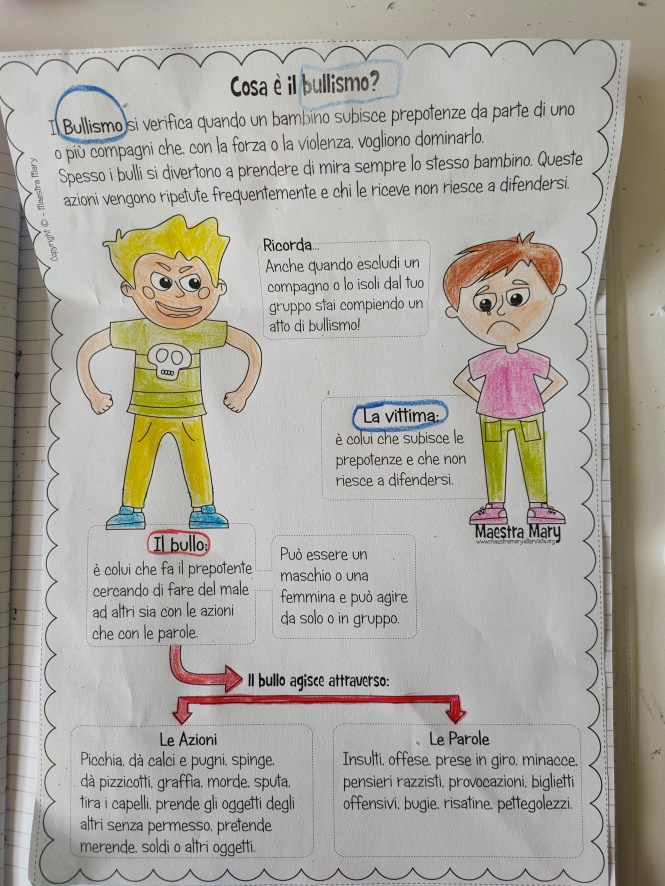 Cosa è il bullismo?
Il Bullismo si verifica quando un bambino subisce prepotenze da parte di uno
o più compagni che, con la forza o la violenza, vogliono dominarlo.
Spesso i bulli si divertono a prendere di mira sempre lo stesso bambino. Queste
azioni vengono ripetute frequentemente e chi le riceve non riesce a difendersi.
Copyright © - Maestra Mary
Ricorda...
Anche quando escludi un
compagno o lo isoli dal tuo
gruppo stai compiendo un
atto di bullismo!
La vittima:
è colui che subisce le
prepotenze e che non
riesce a difendersi.
Maestra Mary
www.maestramary.altervista.org
Il bullo:
è colui che fa il prepotente
cercando di fare del male
ad altri sia con le azioni
che con le parole.
Può essere un
maschio o una
femmina e può agire
da solo o in gruppo.
Il bullo agisce attraverso:
Le Azioni
Picchia, dà calci e pugni, spinge,
dà pizzicotti, graffia, morde, sputa,
tira i capelli, prende gli oggetti degli
altri senza permesso, pretende
merende, soldi o altri oggetti.
Le Parole
Insulti, offese, prese in giro, minacce,
pensieri razzisti, provocazioni, biglietti
offensivi, bugie, risatine, pettegolezzi.